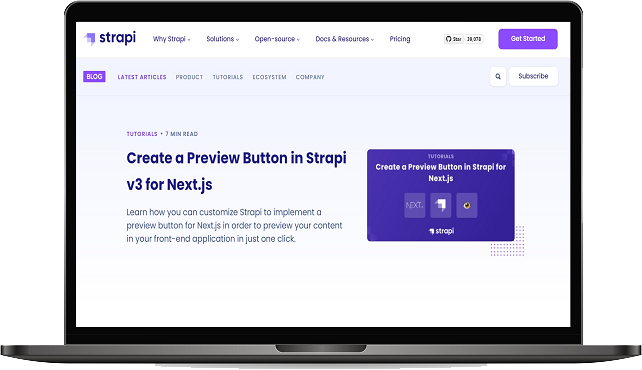 strapi
Why Strapi
Solutions
Open-source
Docs & Resources
Pricing
Star
Get Started
BLOG
LATEST ARTICLES
PRODUCT
TUTORIALS
ECOSYSTEM
COMPANY
Subscribe
TUTORIALS • 7 MIN READ
Create a Preview Button in Strapi
v3 for Next.js
Learn how you can customize Strapi to implement a
preview button for Next.js in order to preview your content
in your front-end application in just one click.
TUTORIALS
Create a Preview Button in Strapi for
Next.js
NEXT.
strapi